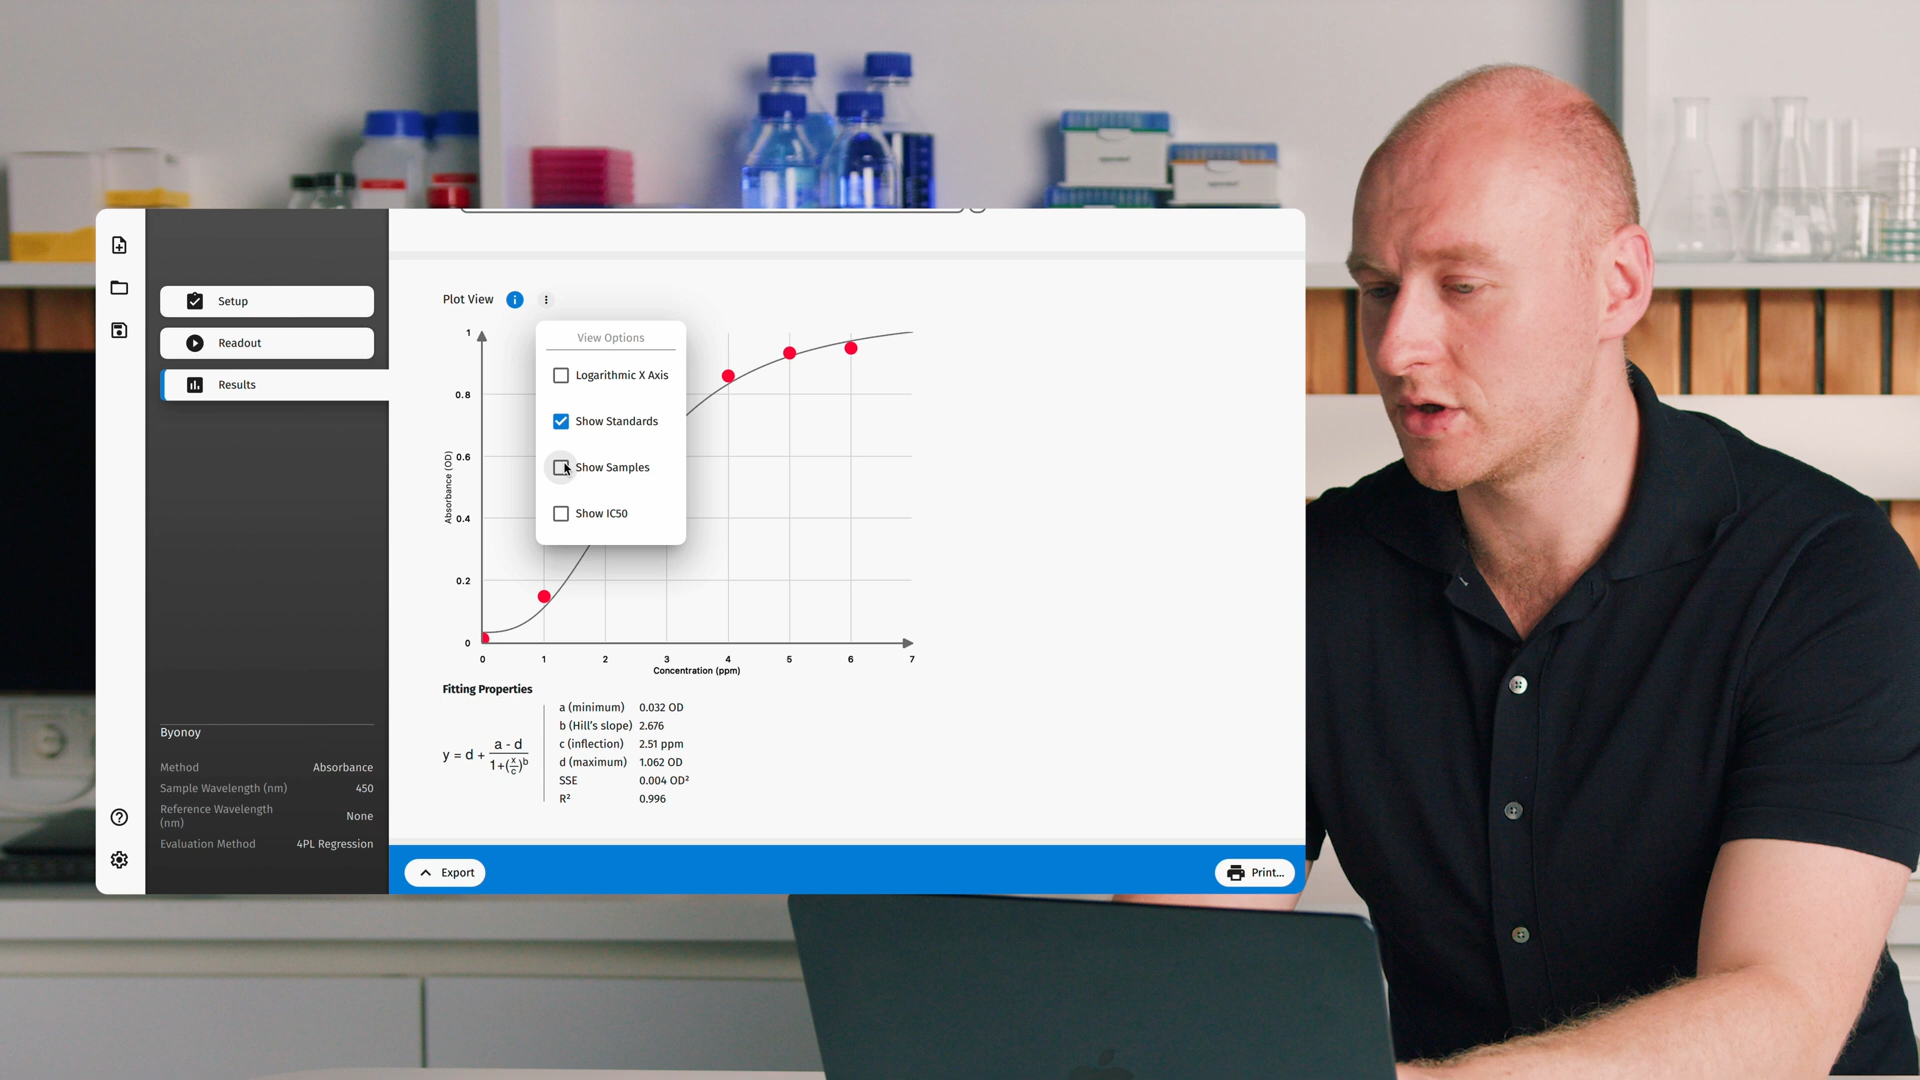 Plot View
View Options
Logarithmic X Axis
Show Standards
Show Samples
Show IC50
Setup
Readout
Results
1
0.8
0.6
0.4
0.2
0
Absorbance (OD)
0 1 2 3 4 5 6 7
Concentration (ppm)
Fitting Properties
y = d + a - d / 1+(x/c)^b
a (minimum) 0.032 OD
b (Hill's slope) 2.676
c (inflection) 2.51 ppm
d (maximum) 1.062 OD
SSE 0.004 OD²
R² 0.996
Byonoy
Method Absorbance
Sample Wavelength (nm) 450
Reference Wavelength
(nm) None
Evaluation Method 4PL Regression
Export
Print...